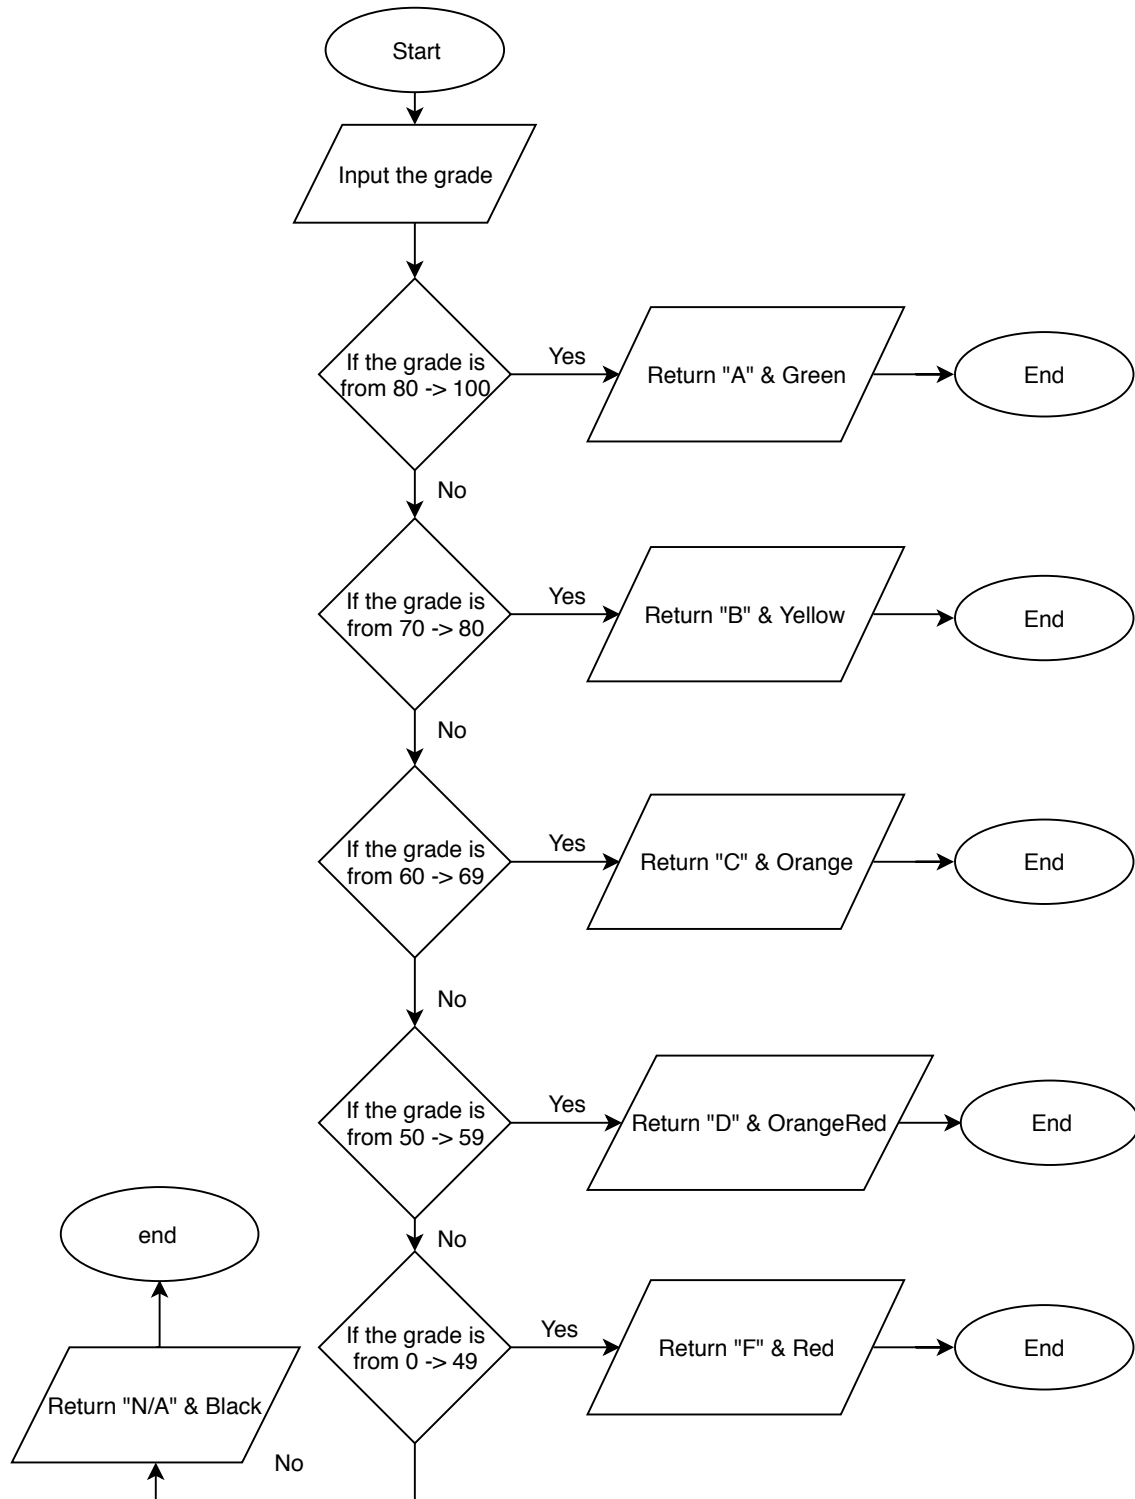 Start
Input the grade
If the grade is
from 80 -> 100
Yes
Return "A" & Green
End
No
If the grade is
from 70 -> 80
Yes
Return "B" & Yellow
End
No
If the grade is
from 60 -> 69
Yes
Return "C" & Orange
End
No
If the grade is
from 50 -> 59
Yes
Return "D" & OrangeRed
End
No
If the grade is
from 0 -> 49
Yes
Return "F" & Red
End
No
Return "N/A" & Black
end